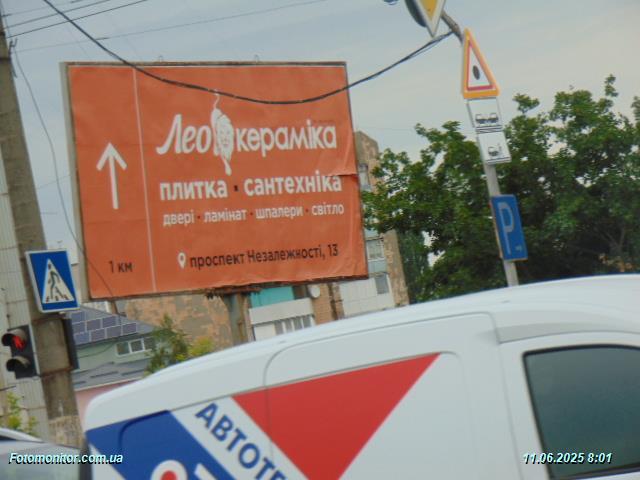 Лео кераміка
плитка · сантехніка
двері · ламінат · шпалери · світло
1 км
проспект Незалежності, 13
P
Fotomonitor.com.ua
11.06.2025 8:01